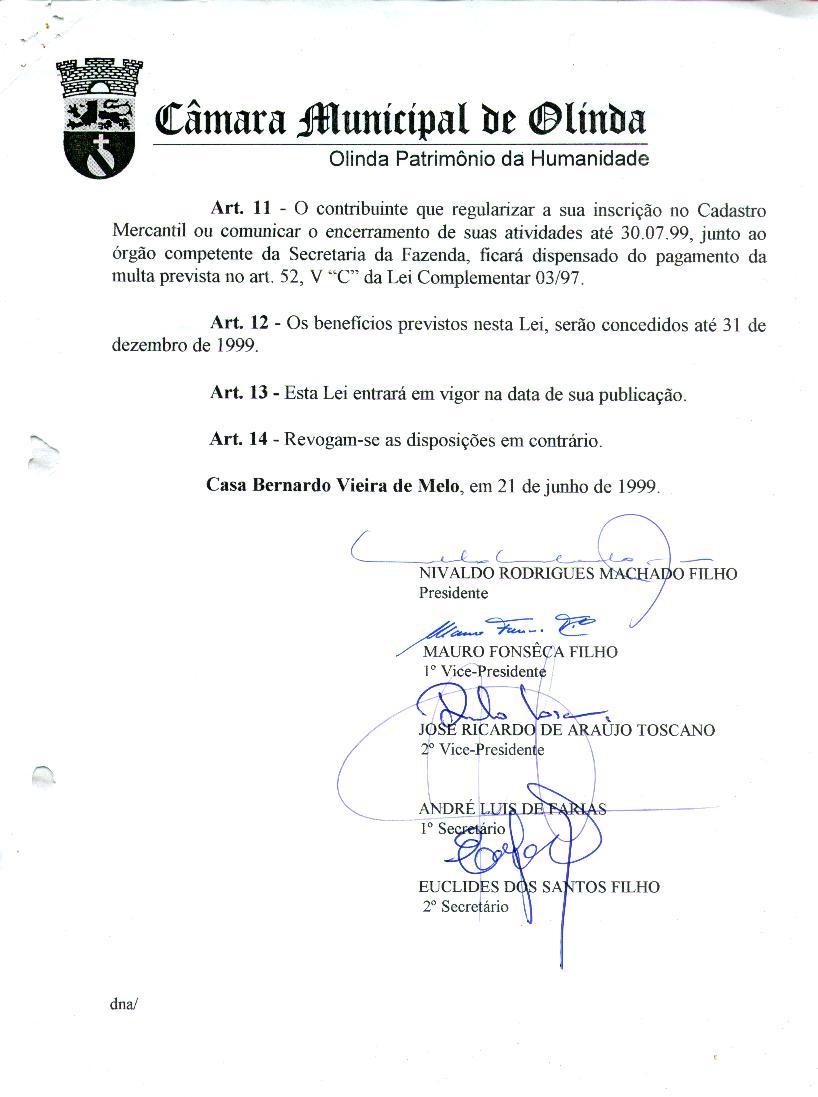 Câmara Municipal de Olinda
Olinda Patrimônio da Humanidade
Art. 11 - O contribuinte que regularizar a sua inscrição no Cadastro
Mercantil ou comunicar o encerramento de suas atividades até 30.07.99, junto ao
órgão competente da Secretaria da Fazenda, ficará dispensado do pagamento da
multa prevista no art. 52, V “C” da Lei Complementar 03/97.
Art. 12 - Os benefícios previstos nesta Lei, serão concedidos até 31 de
dezembro de 1999.
Art. 13 - Esta Lei entrará em vigor na data de sua publicação.
Art. 14 - Revogam-se as disposições em contrário.
Casa Bernardo Vieira de Melo, em 21 de junho de 1999.
NIVALDO RODRIGUES MACHADO FILHO
Presidente
MAURO FONSÊCA FILHO
1º Vice-Presidente
JOSÉ RICARDO DE ARAÚJO TOSCANO
2º Vice-Presidente
ANDRÉ LUIS DE FARIAS
1º Secretário
EUCLIDES DOS SANTOS FILHO
2º Secretário
dna/